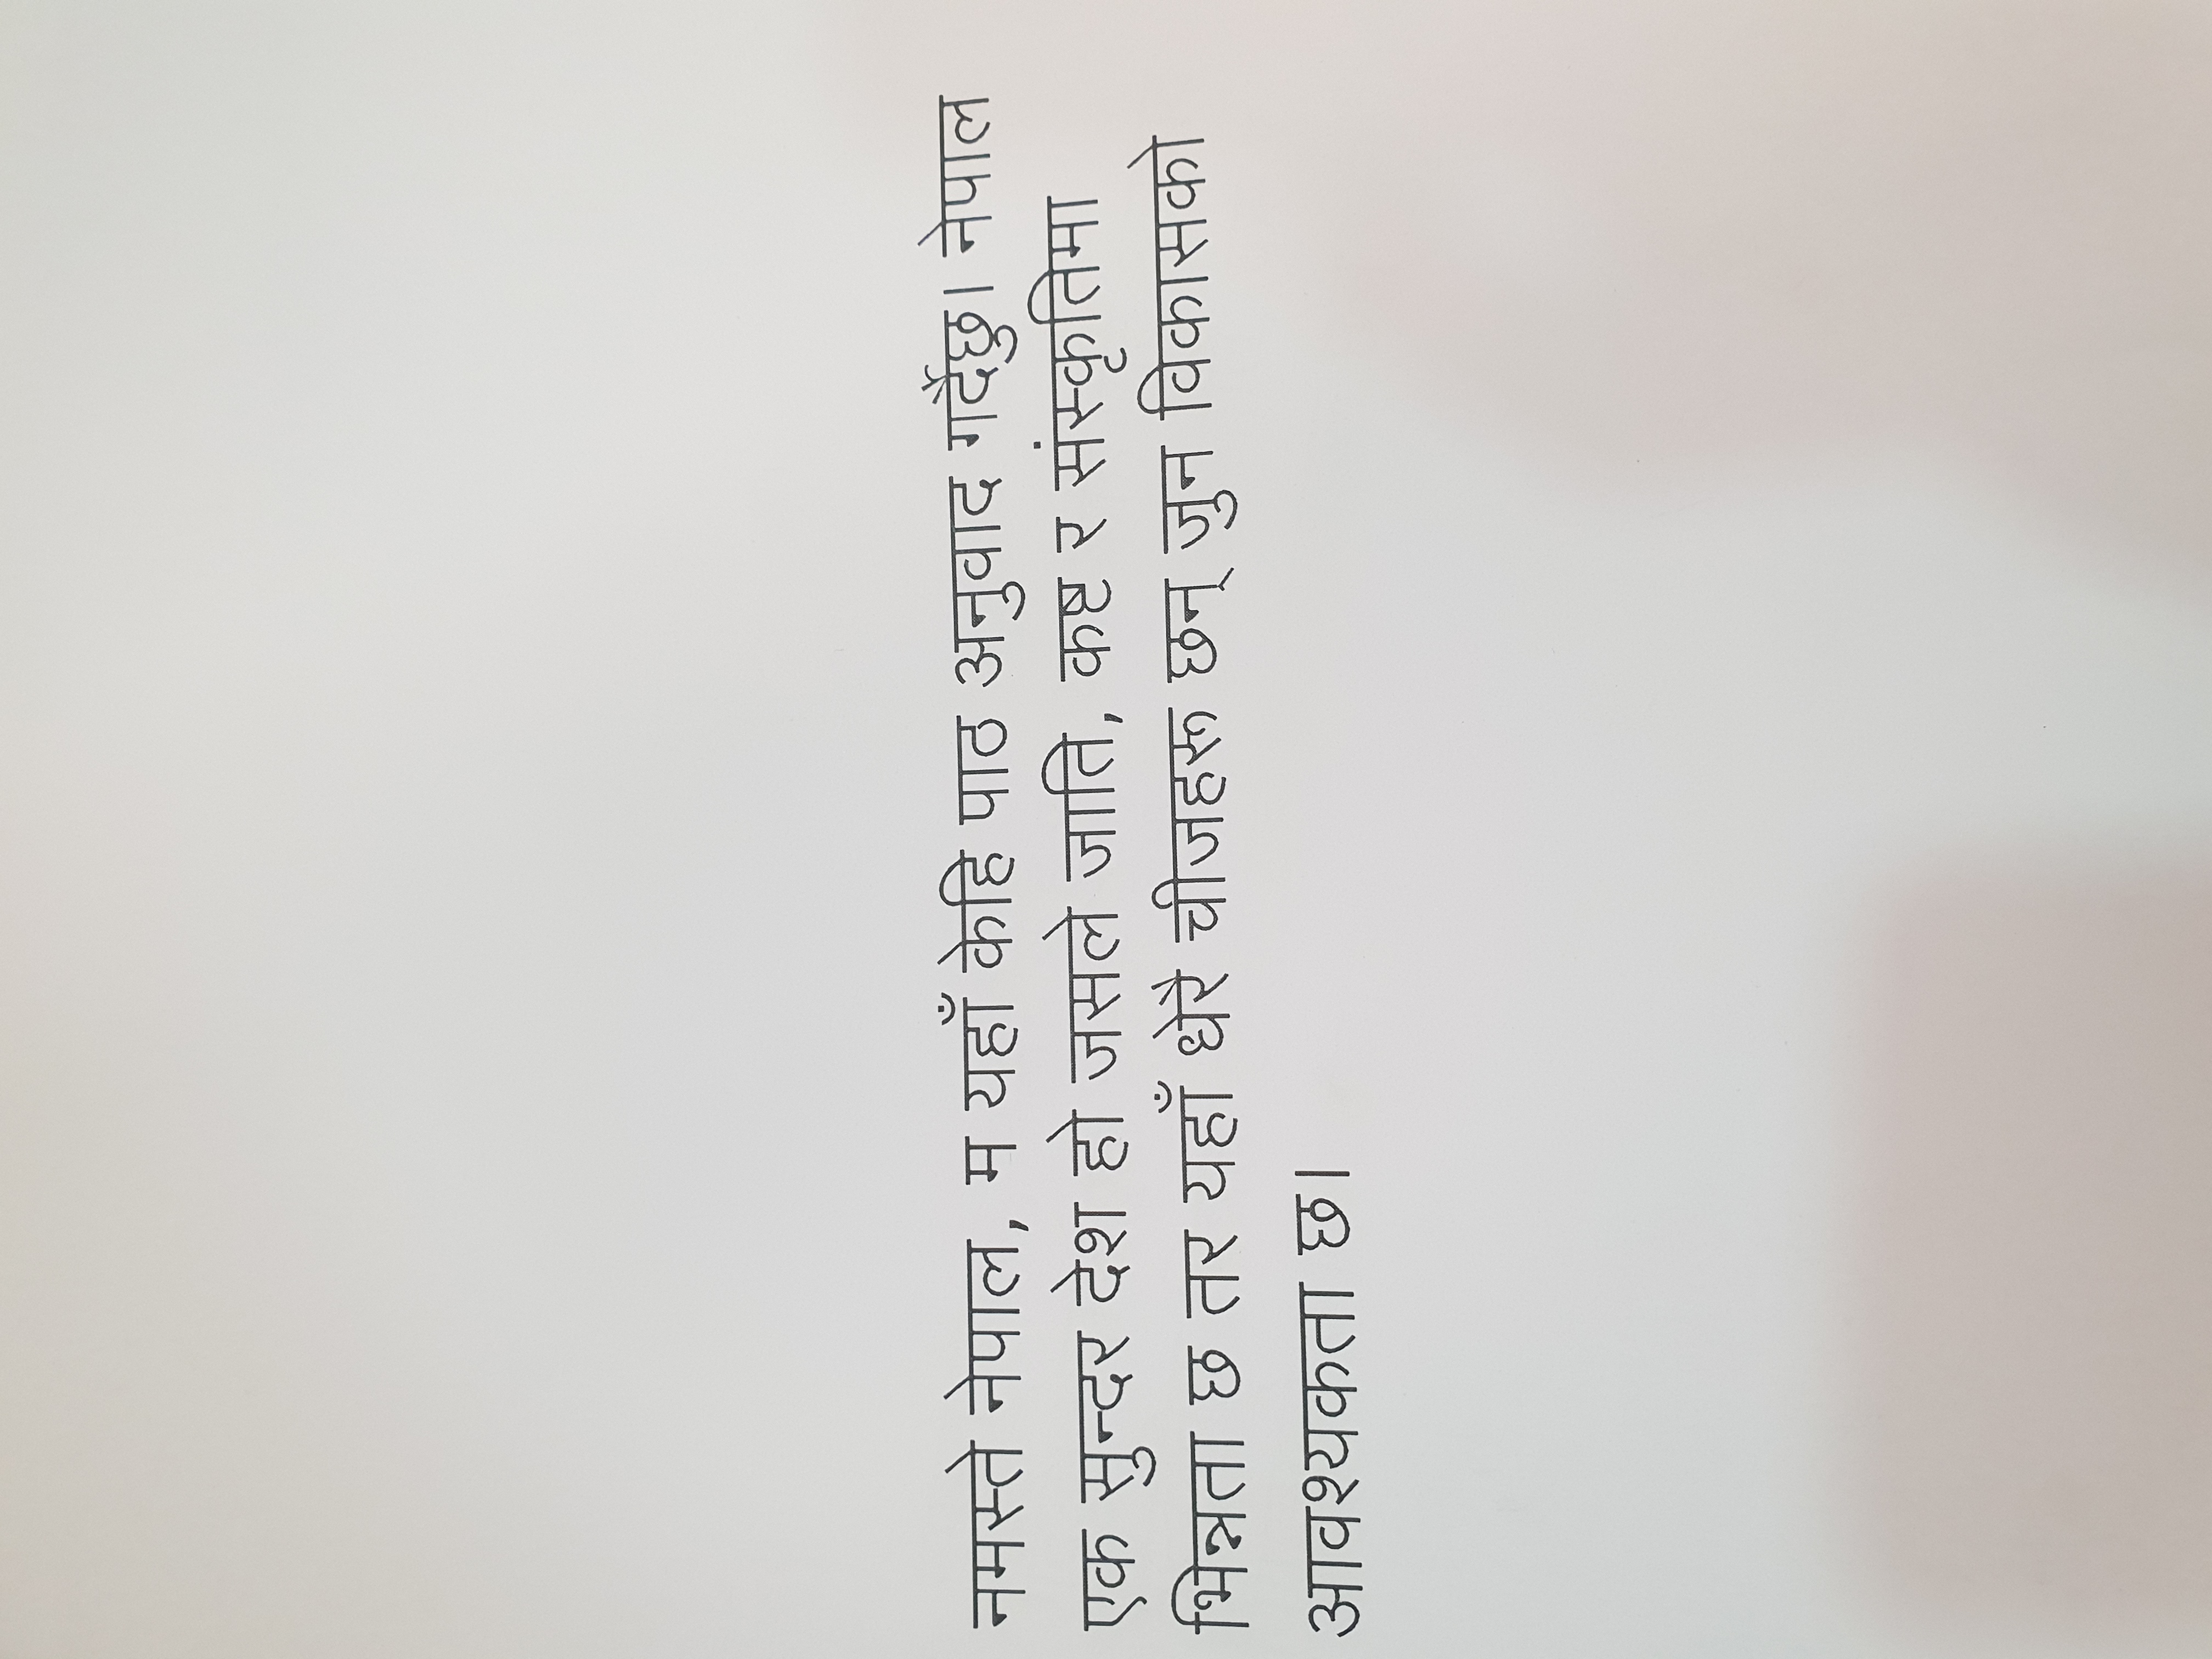 नमस्ते नेपाल, म यहाँ केहि पाठ अनुवाद गर्दैछु। नेपाल
एक सुन्दर देश हो जसले जाति, कष्ट र संस्कृतिमा
भिन्नता छ तर यहाँ धेरै चीजहरू छन् जुन विकासको
आवश्यकता छ।